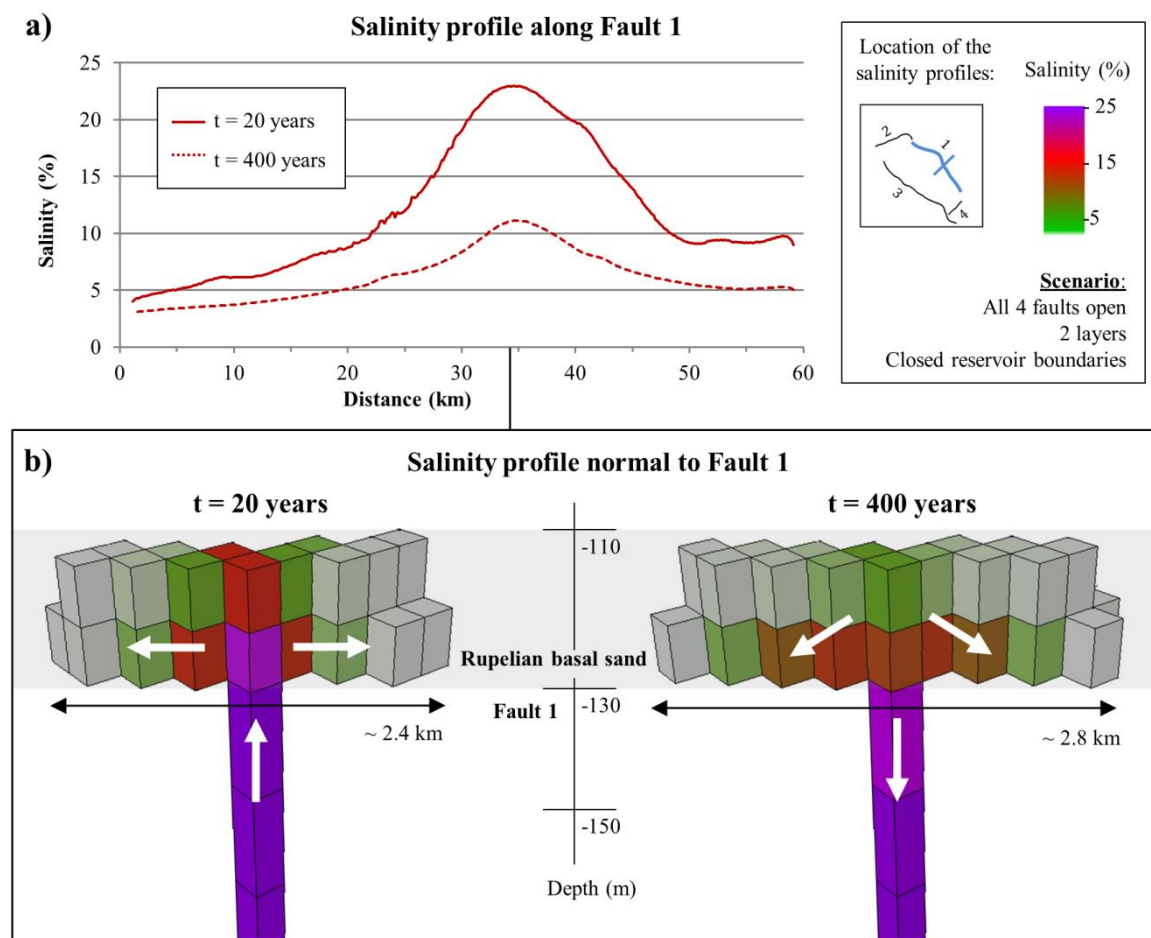 a)
Salinity profile along Fault 1
25
20
15
10
5
0
Salinity (%)
t = 20 years
t = 400 years
0 10 20 30 40 50 60
Distance (km)
Location of the
salinity profiles:
2
1
3
4
Salinity (%)
25
15
5
Scenario:
All 4 faults open
2 layers
Closed reservoir boundaries
b)
Salinity profile normal to Fault 1
t = 20 years
t = 400 years
-110
Rupelian basal sand
-130
Fault 1
~ 2.4 km
~ 2.8 km
-150
Depth (m)